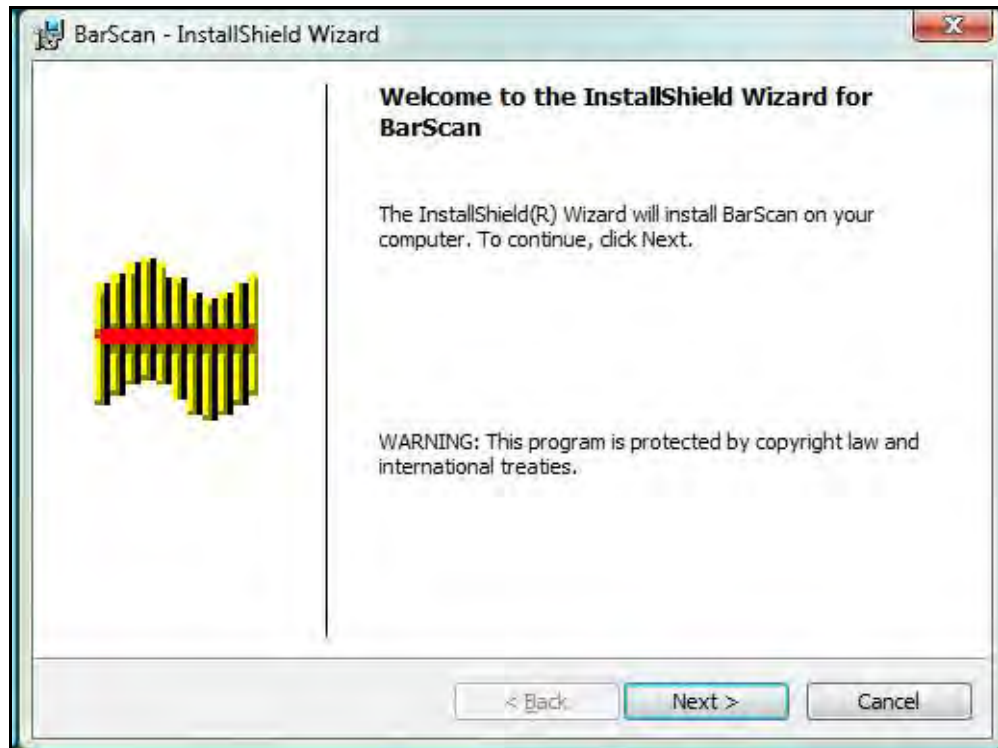 BarScan - InstallShield Wizard
Welcome to the InstallShield Wizard for
BarScan
The InstallShield(R) Wizard will install BarScan on your
computer. To continue, click Next.
WARNING: This program is protected by copyright law and
international treaties.
< Back
Next >
Cancel